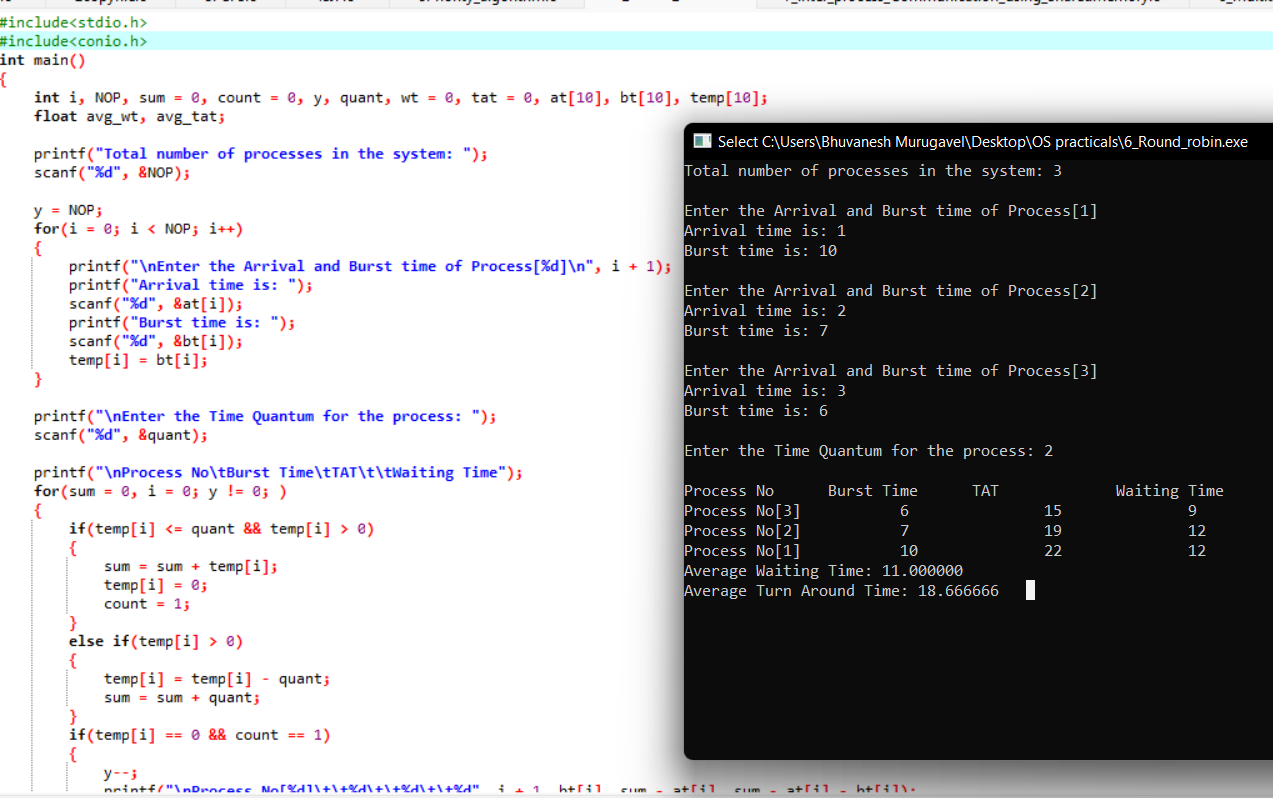 #include<stdio.h>
#include<conio.h>
int main()
{
int i, NOP, sum = 0, count = 0, y, quant, wt = 0, tat = 0, at[10], bt[10], temp[10];
float avg_wt, avg_tat;
printf("Total number of processes in the system: ");
scanf("%d", &NOP);
y = NOP;
for(i = 0; i < NOP; i++)
{
printf("\nEnter the Arrival and Burst time of Process[%d]\n", i + 1);
printf("Arrival time is: ");
scanf("%d", &at[i]);
printf("Burst time is: ");
scanf("%d", &bt[i]);
temp[i] = bt[i];
}
printf("\nEnter the Time Quantum for the process: ");
scanf("%d", &quant);
printf("\nProcess No\tBurst Time\tTAT\t\tWaiting Time");
for(sum = 0, i = 0; y != 0; )
{
if(temp[i] <= quant && temp[i] > 0)
{
sum = sum + temp[i];
temp[i] = 0;
count = 1;
}
else if(temp[i] > 0)
{
temp[i] = temp[i] - quant;
sum = sum + quant;
}
if(temp[i] == 0 && count == 1)
{
y--;
printf("\nProcess No[%d]\t\t%d\t\t%d\t\t%d", i + 1, bt[i], sum - at[i], sum - at[i] - bt[i]);
Select C:\Users\Bhuvanesh Murugavel\Desktop\OS practicals\6_Round_robin.exe
Total number of processes in the system: 3
Enter the Arrival and Burst time of Process[1]
Arrival time is: 1
Burst time is: 10
Enter the Arrival and Burst time of Process[2]
Arrival time is: 2
Burst time is: 7
Enter the Arrival and Burst time of Process[3]
Arrival time is: 3
Burst time is: 6
Enter the Time Quantum for the process: 2
Process No Burst Time TAT Waiting Time
Process No[3] 6 15 9
Process No[2] 7 19 12
Process No[1] 10 22 12
Average Waiting Time: 11.000000
Average Turn Around Time: 18.666666